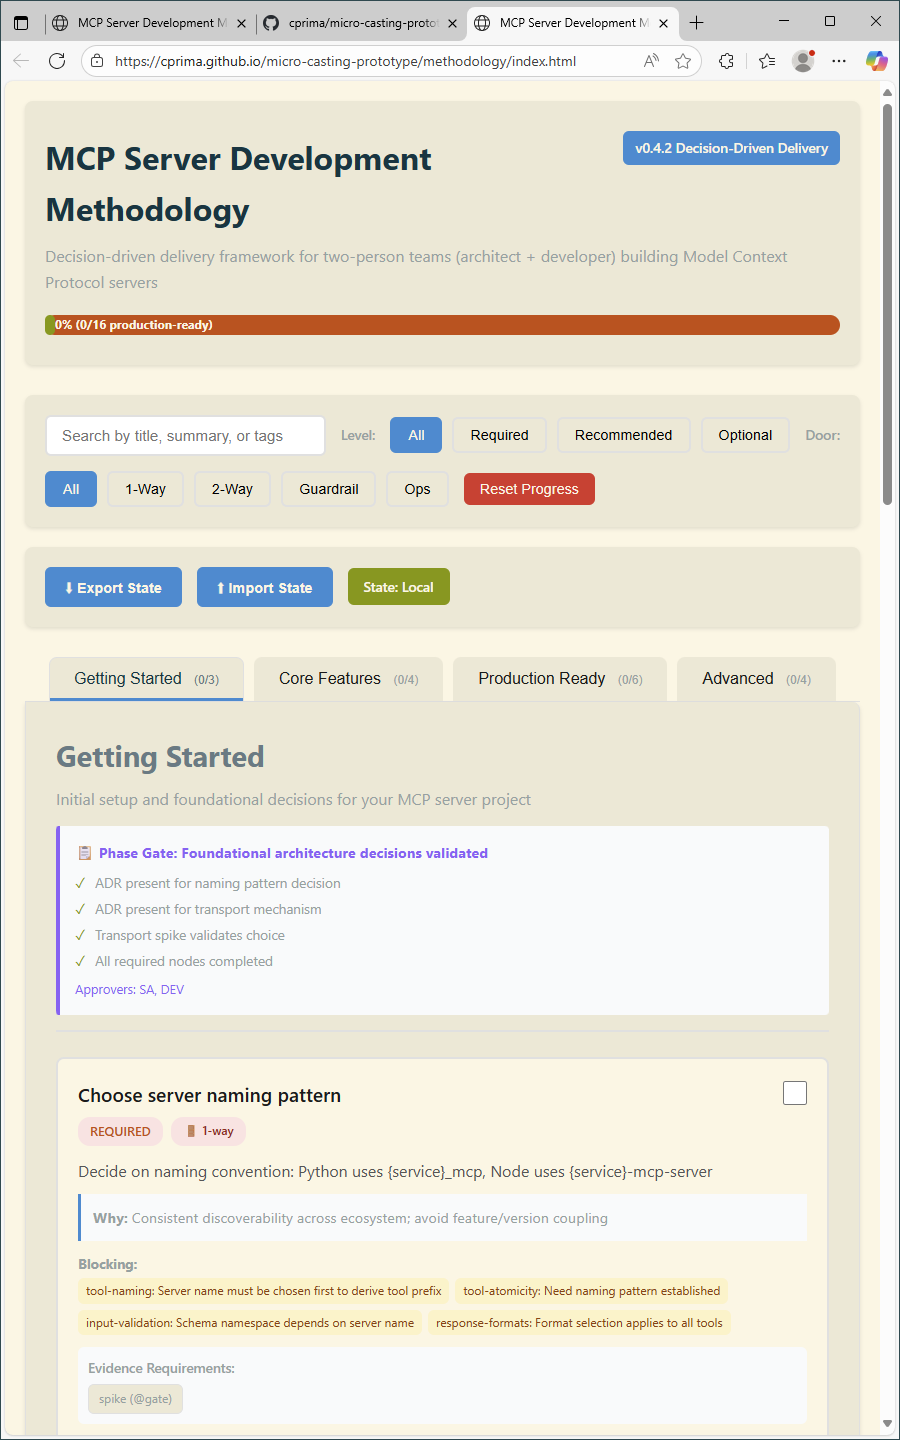 MCP Server Development M
cprima/micro-casting-protot
MCP Server Development M
https://cprima.github.io/micro-casting-prototype/methodology/index.html
MCP Server Development
Methodology
v0.4.2 Decision-Driven Delivery
Decision-driven delivery framework for two-person teams (architect + developer) building Model Context
Protocol servers
0% (0/16 production-ready)
Search by title, summary, or tags
Level:
All
Required
Recommended
Optional
Door:
All
1-Way
2-Way
Guardrail
Ops
Reset Progress
⬇ Export State
⬆ Import State
State: Local
Getting Started (0/3)
Core Features (0/4)
Production Ready (0/6)
Advanced (0/4)
Getting Started
Initial setup and foundational decisions for your MCP server project
📋 Phase Gate: Foundational architecture decisions validated
✓ ADR present for naming pattern decision
✓ ADR present for transport mechanism
✓ Transport spike validates choice
✓ All required nodes completed
Approvers: SA, DEV
Choose server naming pattern
REQUIRED
🚪 1-way
Decide on naming convention: Python uses {service}_mcp, Node uses {service}-mcp-server
Why: Consistent discoverability across ecosystem; avoid feature/version coupling
Blocking:
tool-naming: Server name must be chosen first to derive tool prefix
tool-atomicity: Need naming pattern established
input-validation: Schema namespace depends on server name
response-formats: Format selection applies to all tools
Evidence Requirements:
spike (@gate)